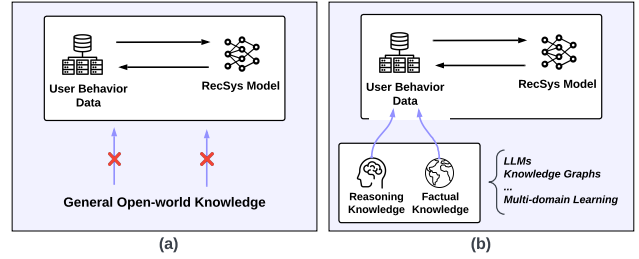 User Behavior
Data
RecSys Model
General Open-world Knowledge
(a)
User Behavior
Data
RecSys Model
Reasoning
Knowledge
Factual
Knowledge
LLMs
Knowledge Graphs
...
Multi-domain Learning
(b)